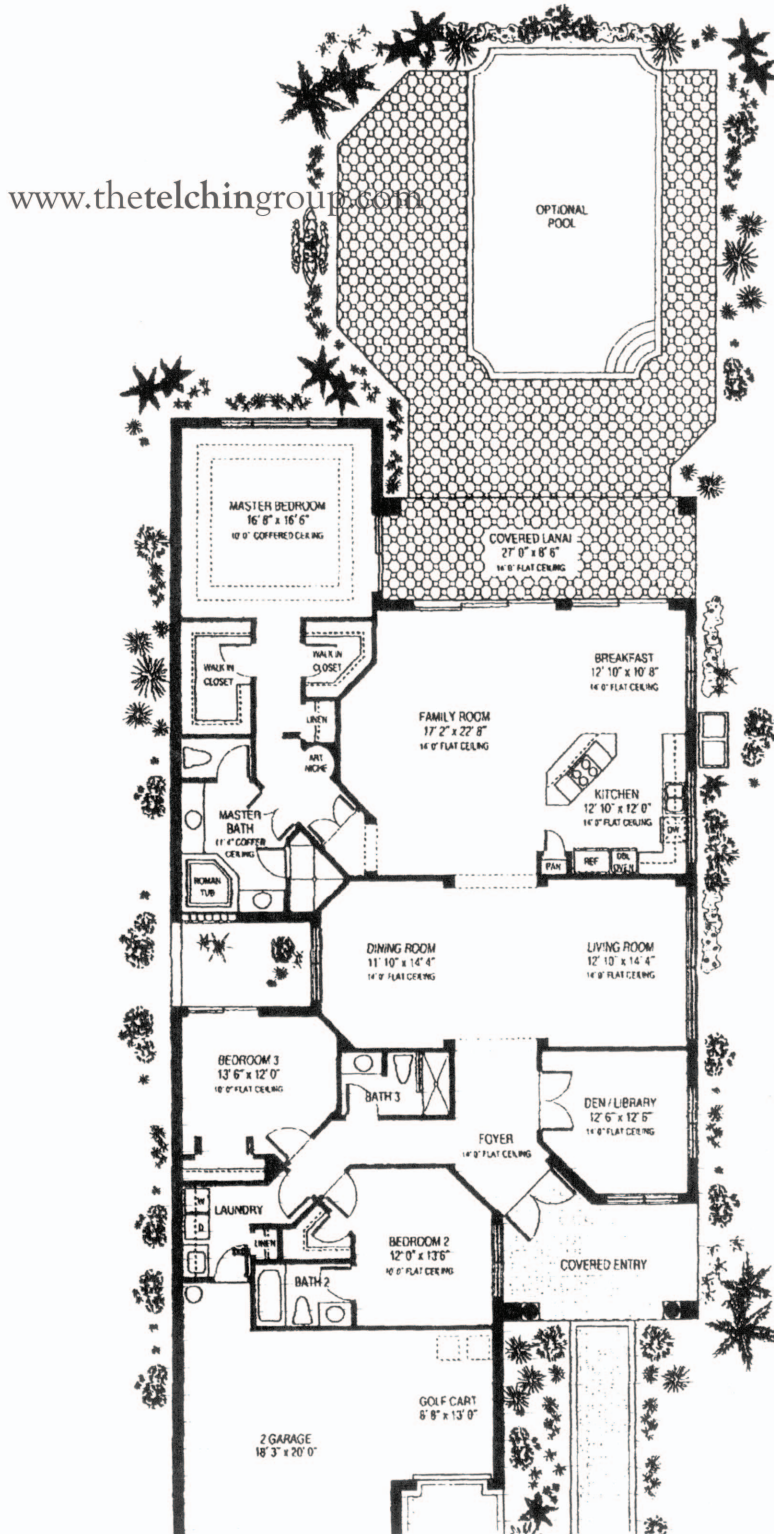 www.thetelchingroup.com
OPTIONAL
POOL
MASTER BEDROOM
16' 8" x 16' 6"
10' 0" COFFERED CEILING
COVERED LANAI
27' 0" x 8' 6"
14' 0" FLAT CEILING
WALK IN
CLOSET
WALK IN
CLOSET
BREAKFAST
12' 10" x 10' 8"
14' 0" FLAT CEILING
LINEN
FAMILY ROOM
17' 2" x 22' 8"
14' 0" FLAT CEILING
ART
NICHE
KITCHEN
12' 10" x 12' 0"
14' 0" FLAT CEILING
MASTER
BATH
11' 4" COFFER
CEILING
DW
PAN
REF
DBL
OVEN
ROMAN
TUB
DINING ROOM
11' 10" x 14' 4"
14' 0" FLAT CEILING
LIVING ROOM
12' 10" x 14' 4"
14' 0" FLAT CEILING
BEDROOM 3
13' 6" x 12' 0"
10' 0" FLAT CEILING
BATH 3
DEN / LIBRARY
12' 6" x 12' 6"
14' 0" FLAT CEILING
FOYER
14' 0" FLAT CEILING
W
LAUNDRY
D
LINEN
BEDROOM 2
12' 0" x 13' 6"
10' 0" FLAT CEILING
COVERED ENTRY
BATH 2
GOLF CART
8' 8" x 13' 0"
2 GARAGE
18' 3" x 20' 0"